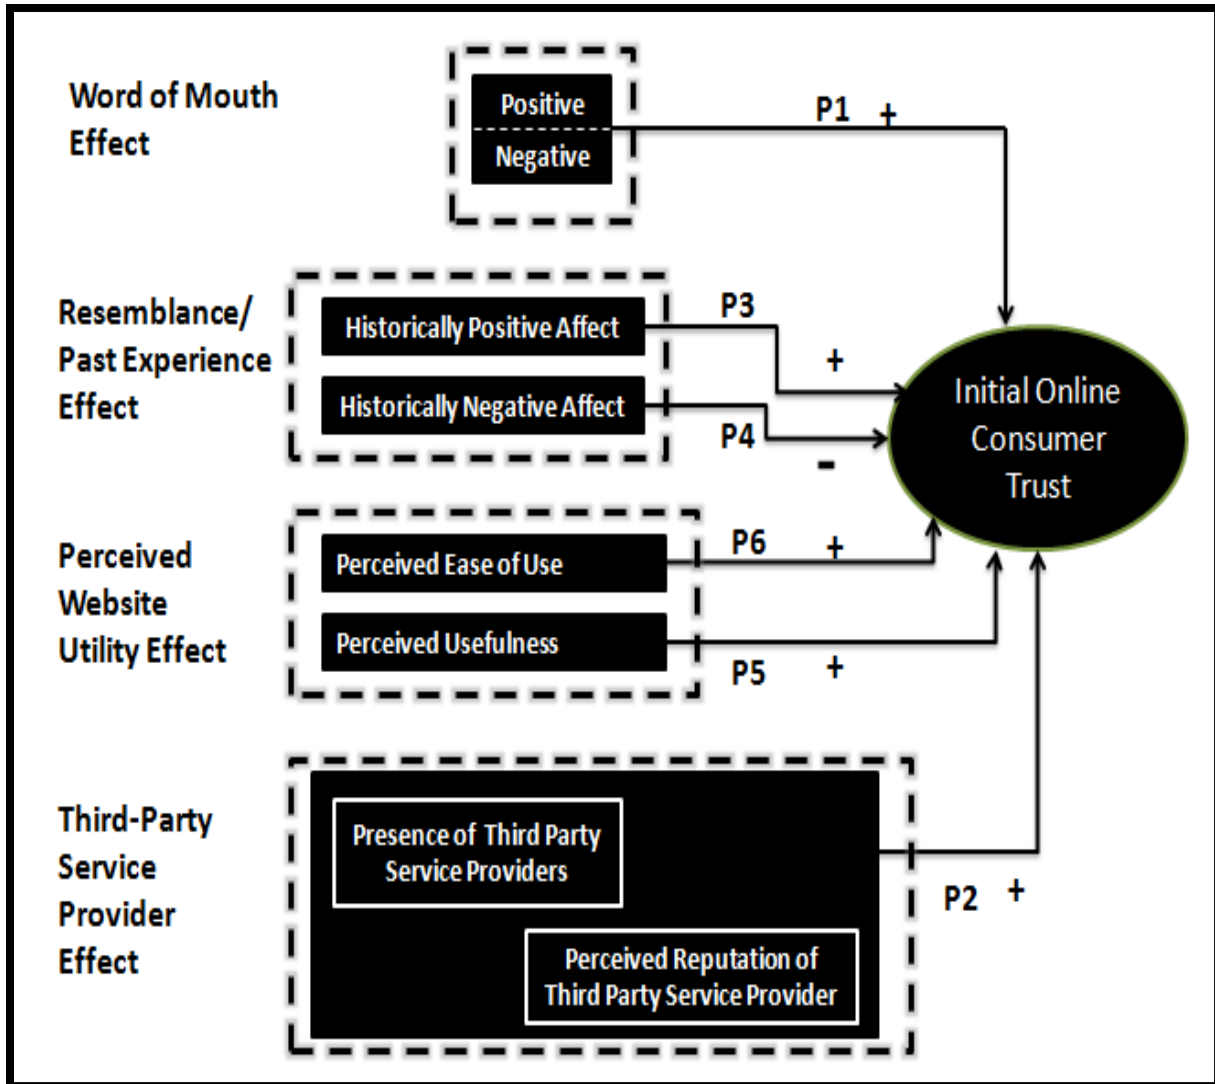 Word of Mouth
Effect
Positive
Negative
P1 +
Resemblance/
Past Experience
Effect
Historically Positive Affect
Historically Negative Affect
P3
+
P4
-
Initial Online
Consumer
Trust
Perceived
Website
Utility Effect
Perceived Ease of Use
Perceived Usefulness
P6 +
P5 +
Third-Party
Service
Provider
Effect
Presence of Third Party
Service Providers
Perceived Reputation of
Third Party Service Provider
P2 +